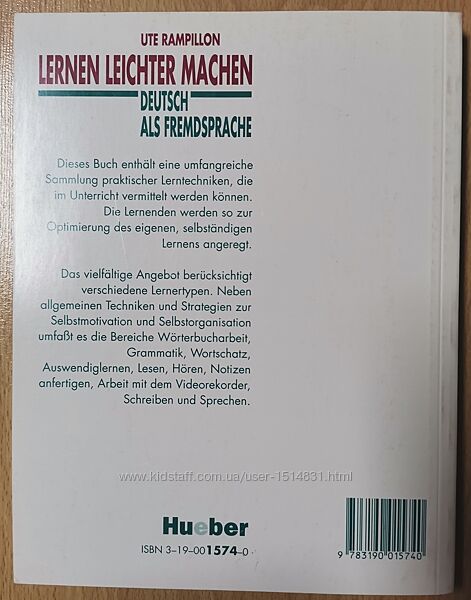 UTE RAMPILLON
LERNEN LEICHTER MACHEN
DEUTSCH
ALS FREMDSPRACHE
Dieses Buch enthält eine umfangreiche
Sammlung praktischer Lerntechniken, die
im Unterricht vermittelt werden können.
Die Lernenden werden so zur
Optimierung des eigenen, selbständigen
Lernens angeregt.
Das vielfältige Angebot berücksichtigt
verschiedene Lernertypen. Neben
allgemeinen Techniken und Strategien zur
Selbstmotivation und Selbstorganisation
umfaßt es die Bereiche Wörterbucharbeit,
Grammatik, Wortschatz,
Auswendiglernen, Lesen, Hören, Notizen
anfertigen, Arbeit mit dem Videorekorder,
Schreiben und Sprechen.
www.kidstaff.com.ua/user-1514831.html
Hueber
ISBN 3–19–001574–0
9 783190 015740